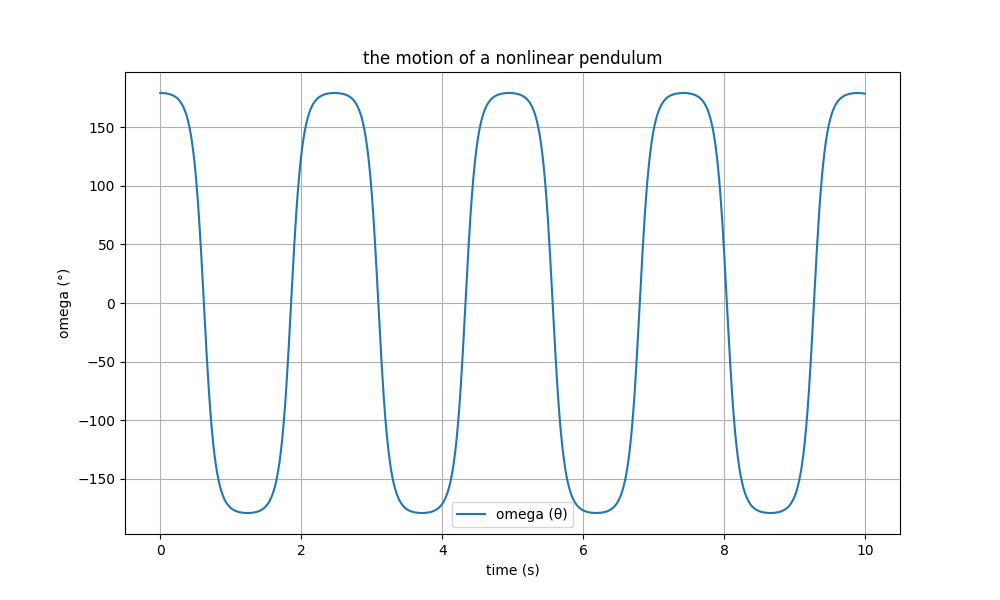 the motion of a nonlinear pendulum
150
100
50
0
−50
−100
−150
omega (°)
omega (θ)
0 2 4 6 8 10
time (s)